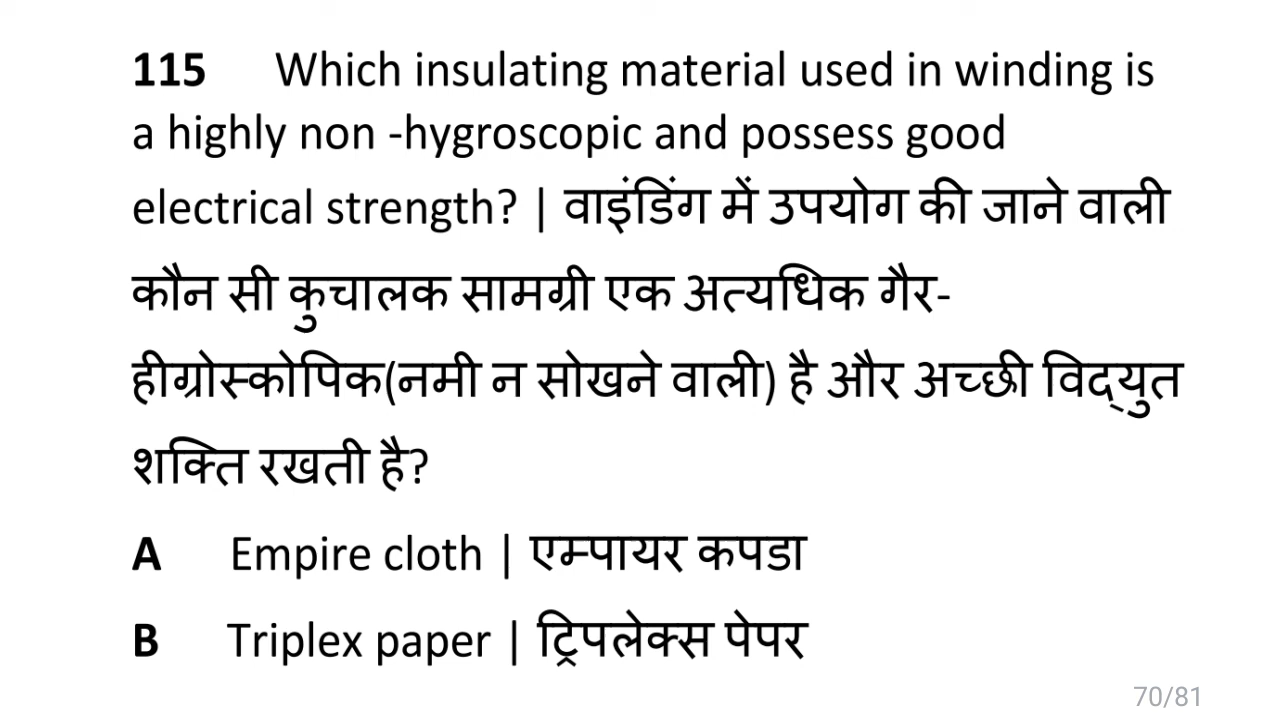 115 Which insulating material used in winding is
a highly non -hygroscopic and possess good
electrical strength? | वाइंडिंग में उपयोग की जाने वाली
कौन सी कुचालक सामग्री एक अत्यधिक गैर-
हीग्रोस्कोपिक(नमी न सोखने वाली) है और अच्छी विद्युत
शक्ति रखती है?
A Empire cloth | एम्पायर कपडा
B Triplex paper | ट्रिपलेक्स पेपर
70/81